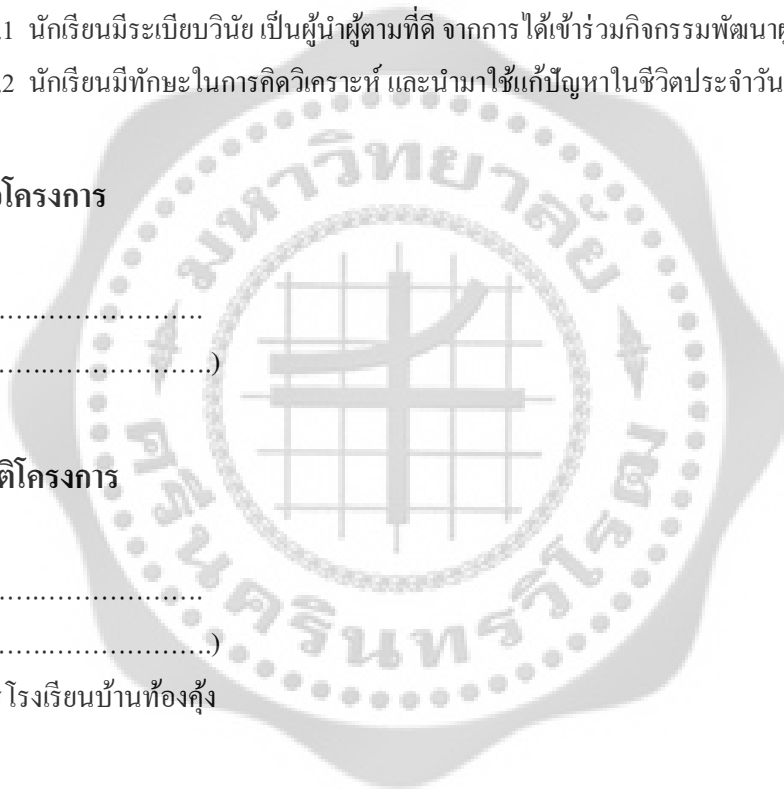 .1 นักเรียนมีระเบียบวินัย เป็นผู้นำผู้ตามที่ดี จากการได้เข้าร่วมกิจกรรมพัฒนา
.2 นักเรียนมีทักษะในการคิดวิเคราะห์ และนำมาใช้แก้ปัญหาในชีวิตประจำวัน
มหาวิทยาลัย
โครงการ
…………………….
…………………….)
ศรีนครินทรวิโรฒ
ติโครงการ
…………………….
…………………….)
โรงเรียนบ้านท้องคุ้ง